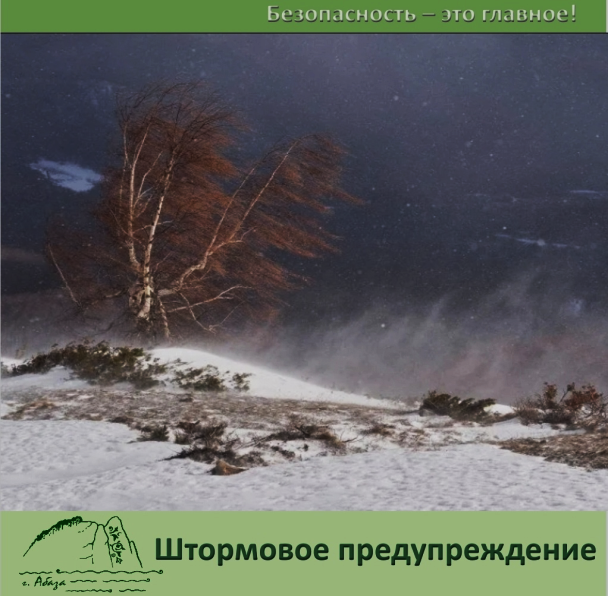 Безопасность – это главное!
г. Абаза
Штормовое предупреждение